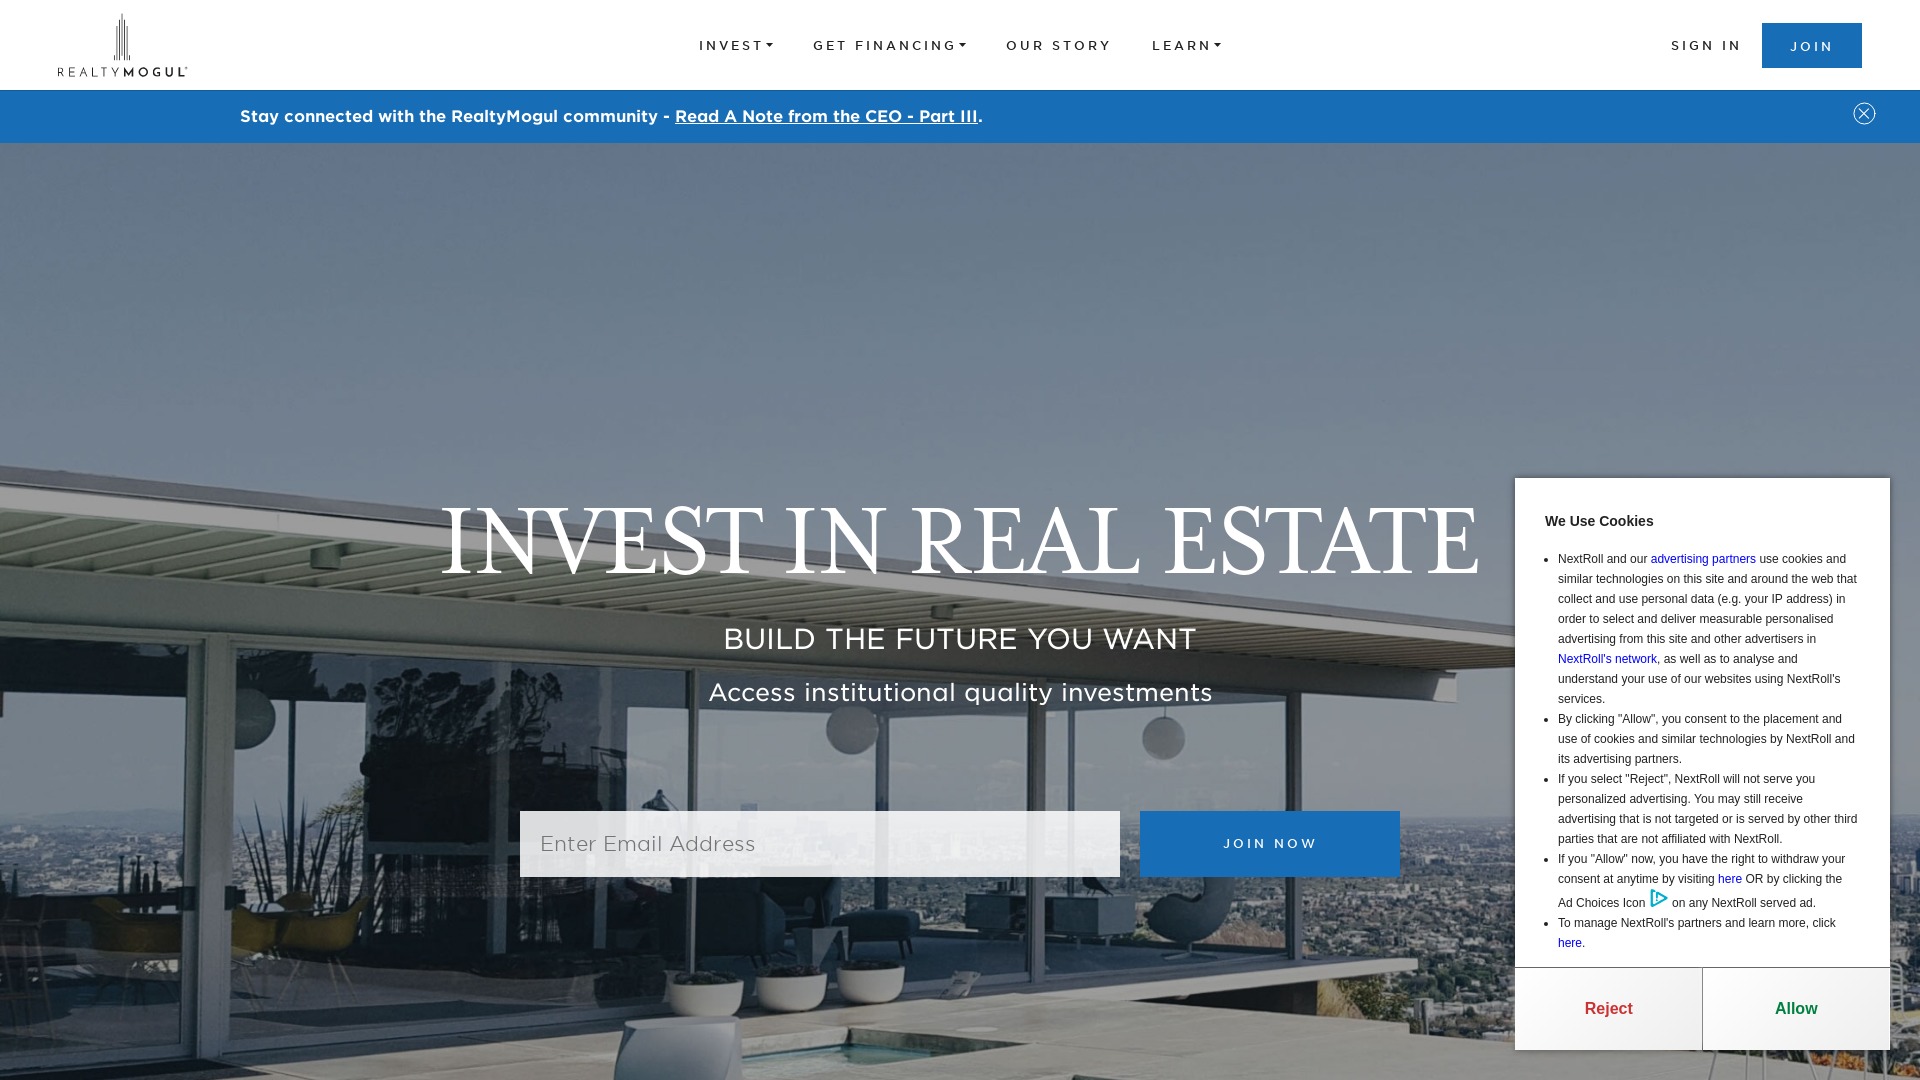 REALTYMOGUL
INVEST
GET FINANCING
OUR STORY
LEARN
SIGN IN
JOIN
Stay connected with the RealtyMogul community - Read A Note from the CEO - Part III.
INVEST IN REAL ESTATE
BUILD THE FUTURE YOU WANT
Access institutional quality investments
Enter Email Address
JOIN NOW
We Use Cookies
NextRoll and our advertising partners use cookies and
similar technologies on this site and around the web that
collect and use personal data (e.g. your IP address) in
order to select and deliver measurable personalised
advertising from this site and other advertisers in
NextRoll's network, as well as to analyse and
understand your use of our websites using NextRoll's
services.
By clicking "Allow", you consent to the placement and
use of cookies and similar technologies by NextRoll and
its advertising partners.
If you select "Reject", NextRoll will not serve you
personalized advertising. You may still receive
advertising that is not targeted or is served by other third
parties that are not affiliated with NextRoll.
If you "Allow" now, you have the right to withdraw your
consent at anytime by visiting here OR by clicking the
Ad Choices Icon on any NextRoll served ad.
To manage NextRoll's partners and learn more, click
here.
Reject
Allow